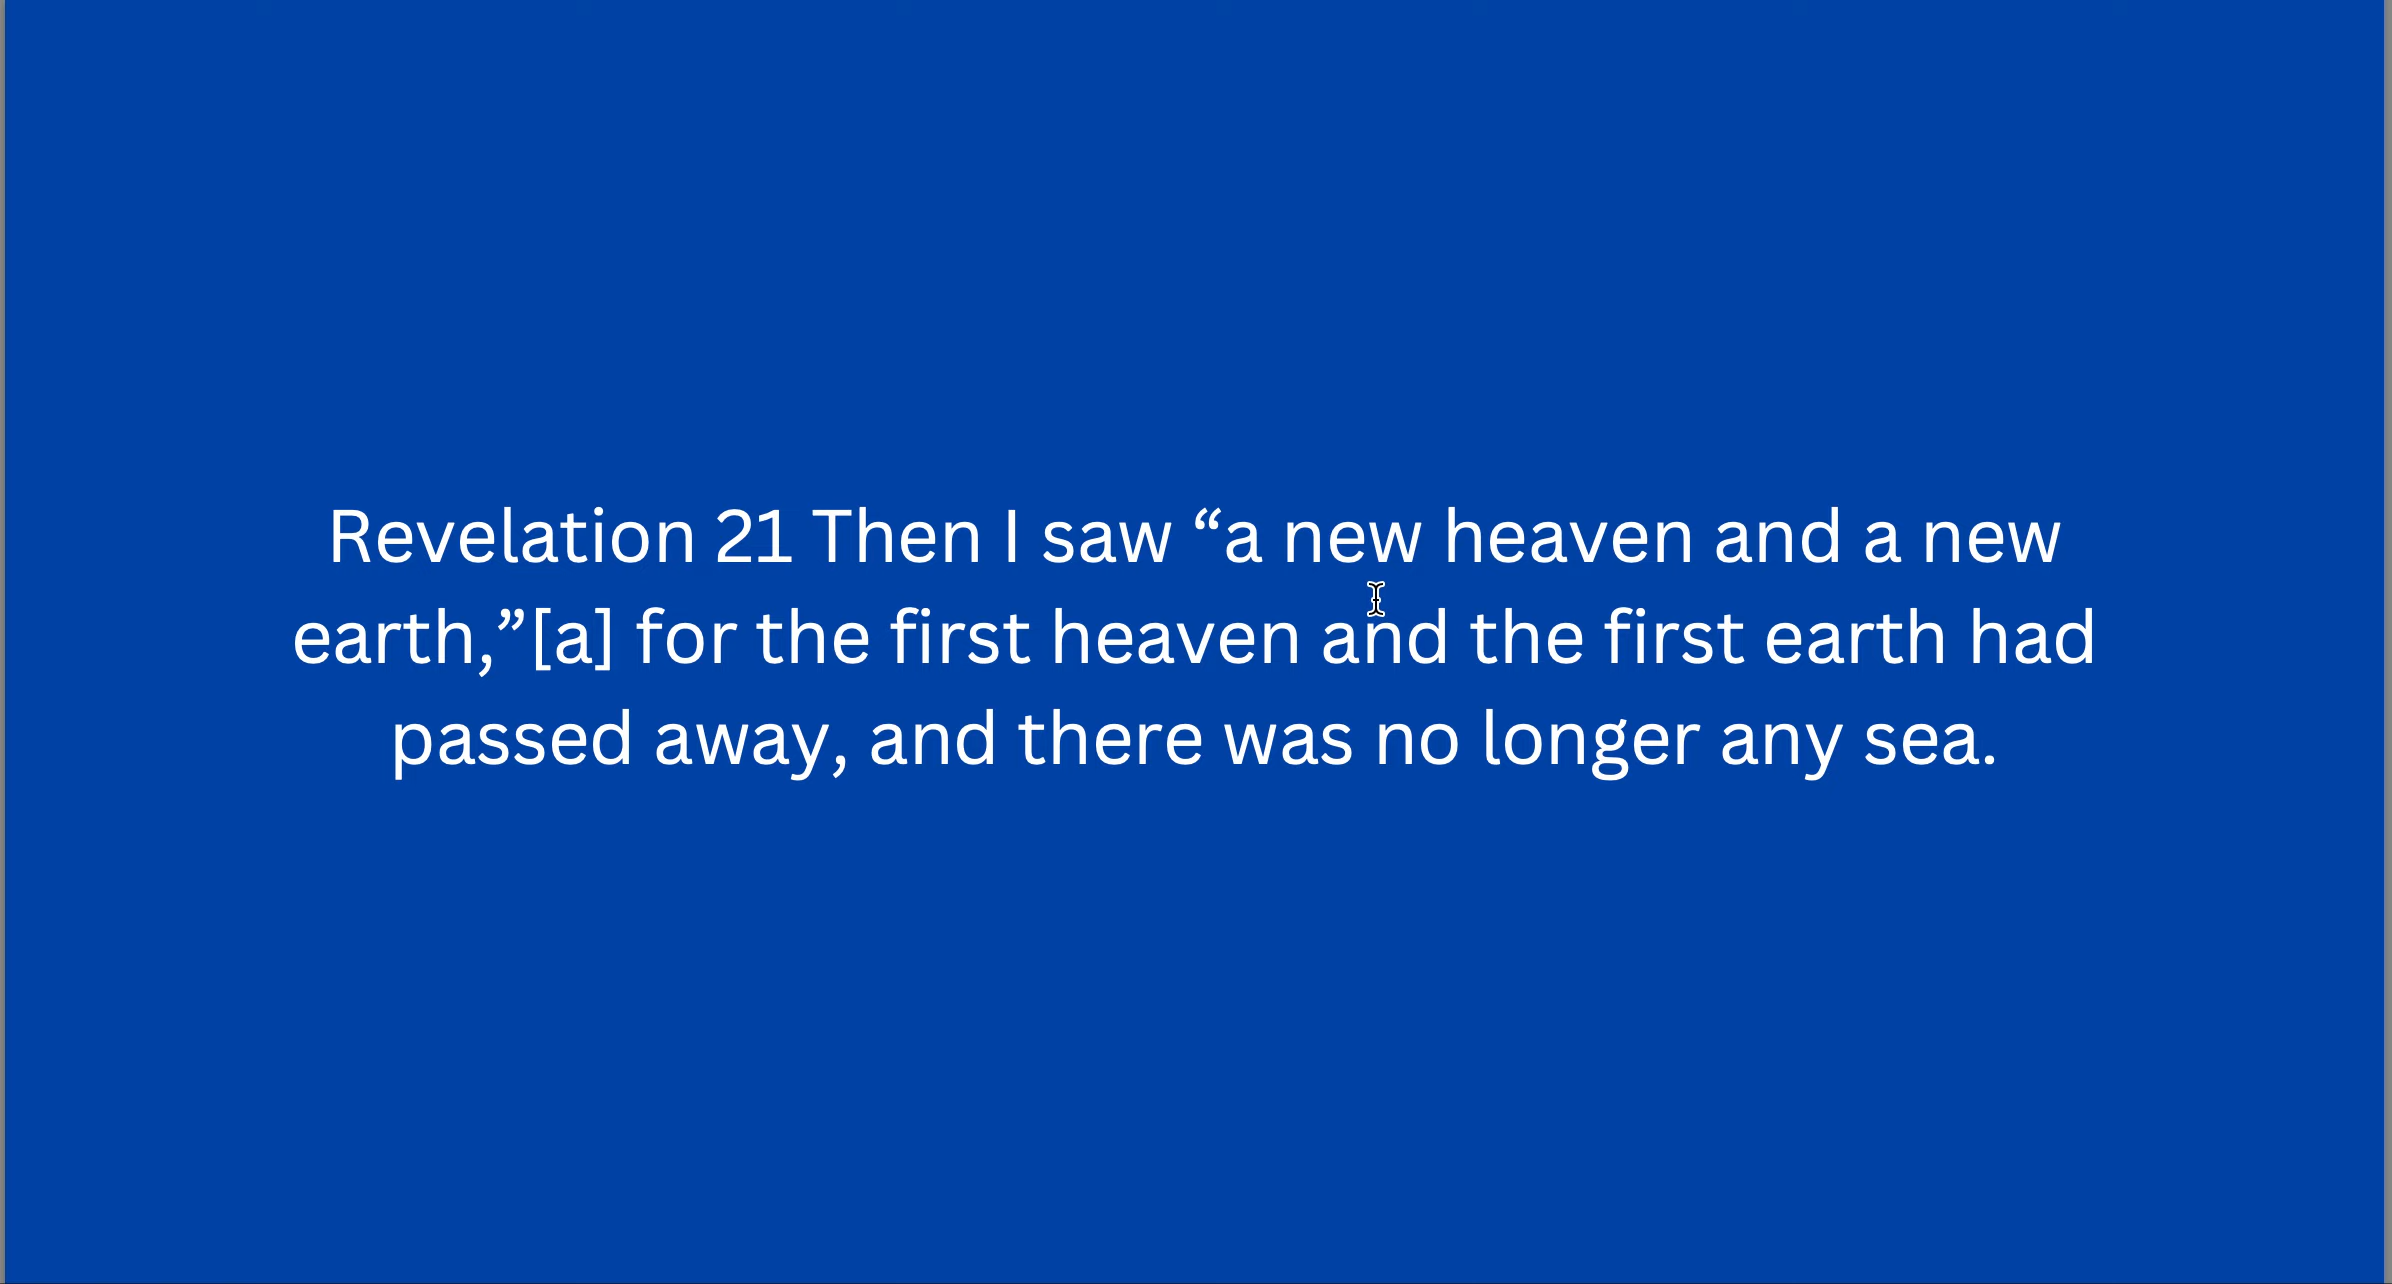 Revelation 21 Then I saw “a new heaven and a new
earth,”[a] for the first heaven and the first earth had
passed away, and there was no longer any sea.